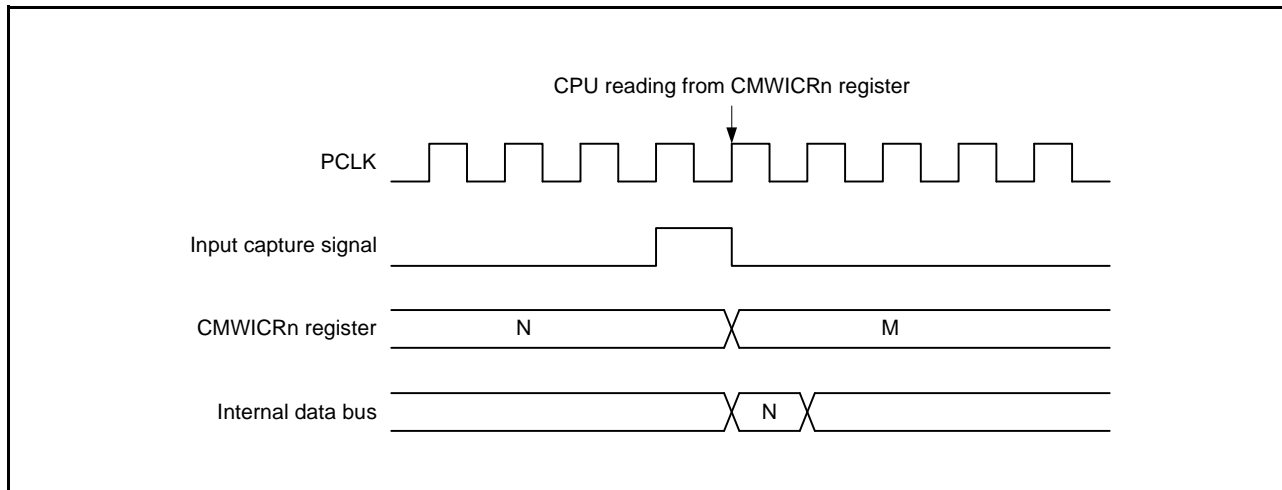 CPU reading from CMWICRn register
PCLK
Input capture signal
CMWICRn register
N
M
Internal data bus
N